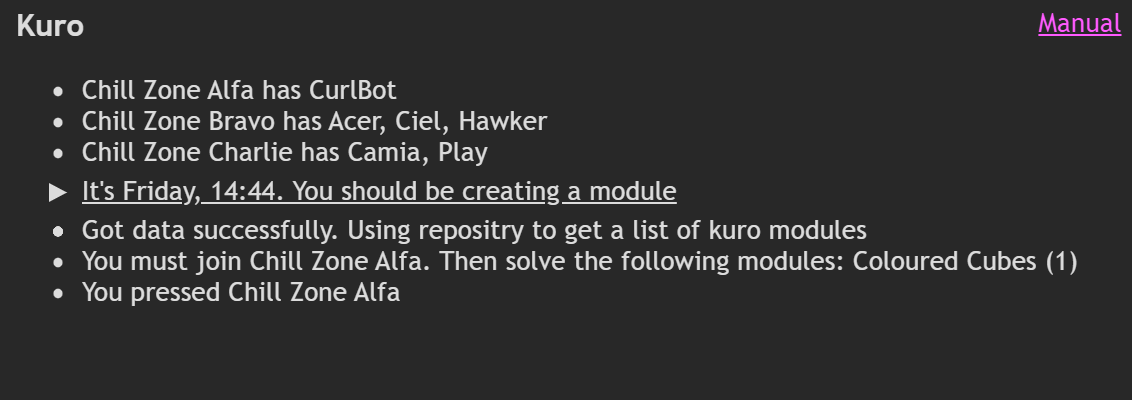 Kuro
Manual
Chill Zone Alfa has CurlBot
Chill Zone Bravo has Acer, Ciel, Hawker
Chill Zone Charlie has Camia, Play
It's Friday, 14:44. You should be creating a module
Got data successfully. Using repositry to get a list of kuro modules
You must join Chill Zone Alfa. Then solve the following modules: Coloured Cubes (1)
You pressed Chill Zone Alfa